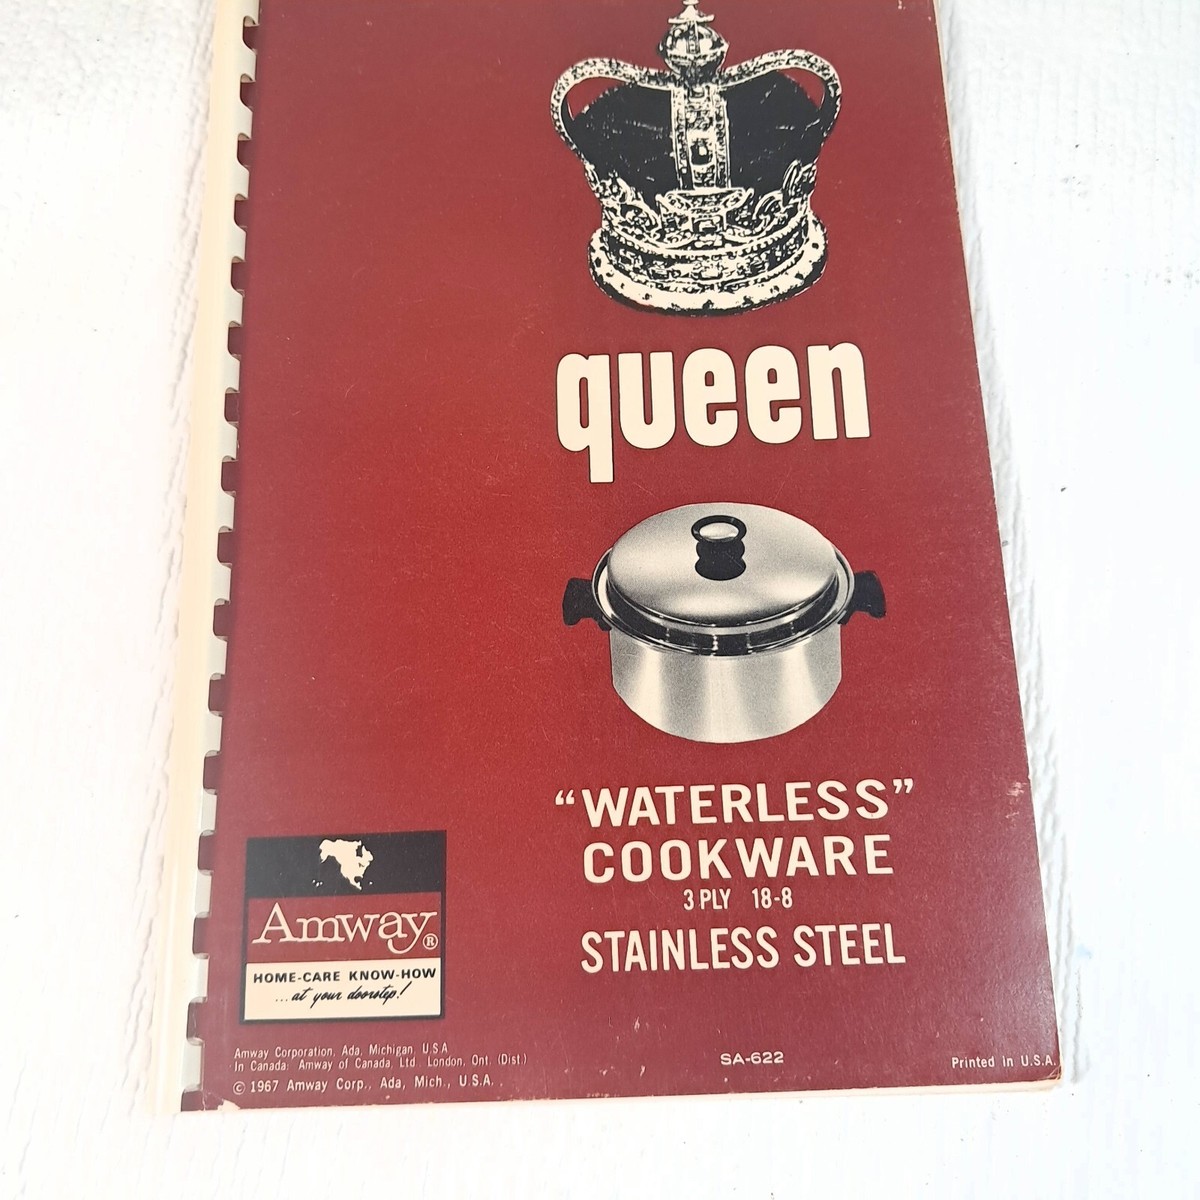 queen
“WATERLESS”
COOKWARE
3 PLY 18-8
STAINLESS STEEL
Amway®
HOME-CARE KNOW-HOW
...at your doorstep!
Amway Corporation, Ada, Michigan, U.S.A.
In Canada: Amway of Canada, Ltd. London, Ont. (Dist.)
© 1967 Amway Corp., Ada, Mich., U.S.A.
SA-622
Printed in U.S.A.